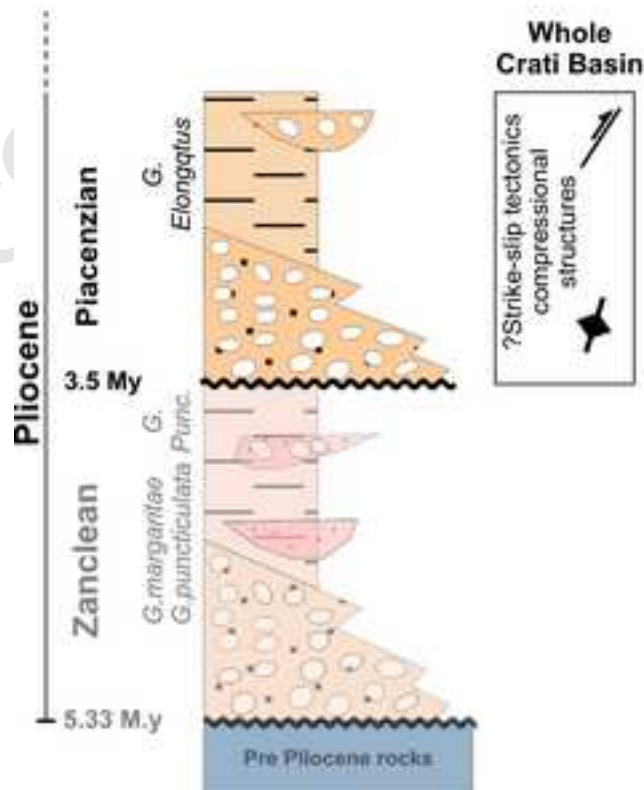 Whole
Crati Basin
?Strike-slip tectonics
compressional
structures
Pliocene
Piacenzian
G.
Elongqtus
3.5 My
Zanclean
G.margaritae G.
G.puncticulata Punc.
5.33 M.y
Pre Pliocene rocks